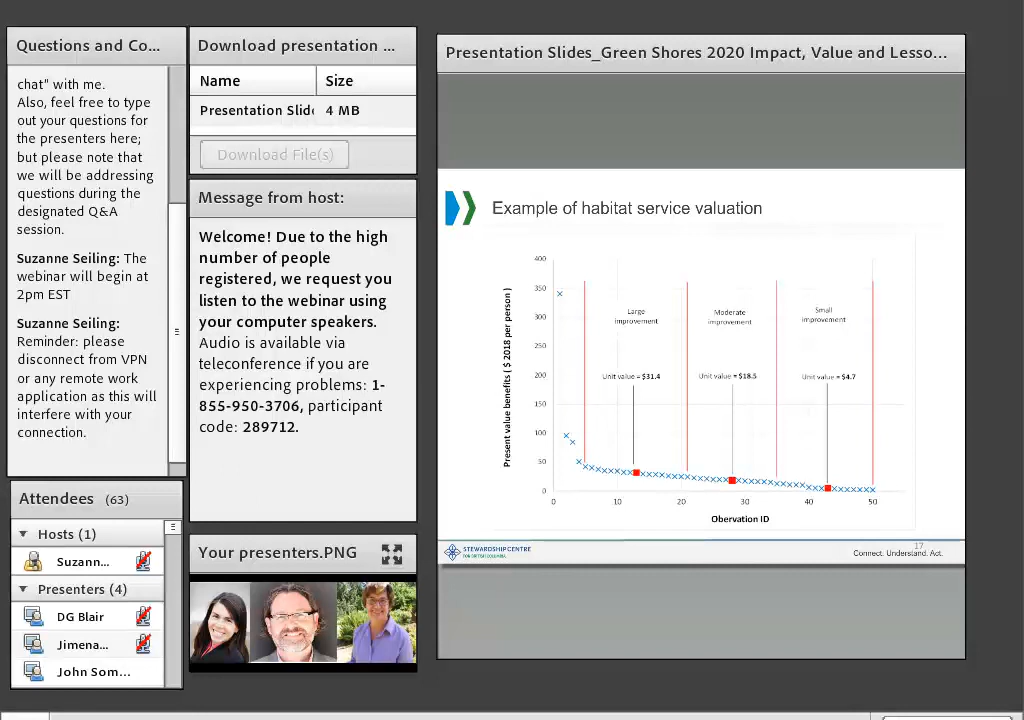 Questions and Co...
chat" with me.
Also, feel free to type
out your questions for
the presenters here;
but please note that
we will be addressing
questions during the
designated Q&A
session.
Suzanne Seiling: The
webinar will begin at
2pm EST
Suzanne Seiling:
Reminder: please
disconnect from VPN
or any remote work
application as this will
interfere with your
connection.
Attendees (63)
Hosts (1)
Suzann...
Presenters (4)
DG Blair
Jimena...
John Som...
Download presentation ...
Name Size
Presentation Slid 4 MB
Download File(s)
Message from host:
Welcome! Due to the high
number of people
registered, we request you
listen to the webinar using
your computer speakers.
Audio is available via
teleconference if you are
experiencing problems: 1-
855-950-3706, participant
code: 289712.
Your presenters.PNG
Presentation Slides_Green Shores 2020 Impact, Value and Lesso...
Example of habitat service valuation
Present value benefits ( $ 2018 per person )
400
350
300
250
200
150
100
50
0
Large
improvement
Moderate
improvement
Small
improvement
Unit value = $31.4
Unit value = $18.5
Unit value = $4.7
0 10 20 30 40 50
Obervation ID
STEWARDSHIP CENTRE
FOR BRITISH COLUMBIA
17
Connect. Understand. Act.